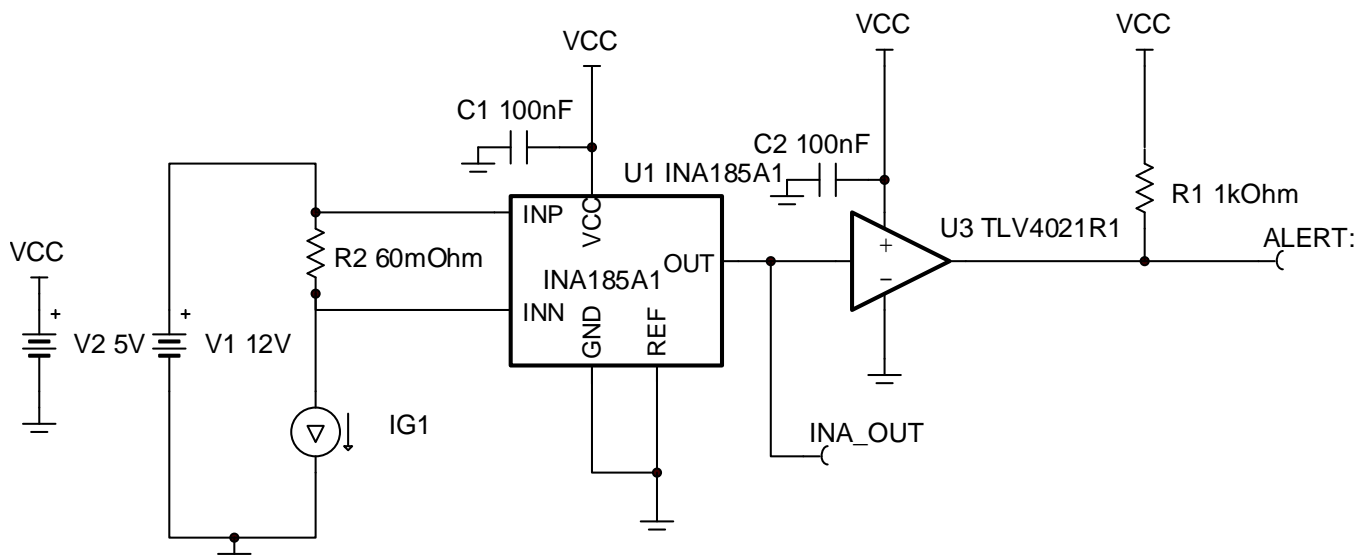 VCC
VCC
VCC
C1 100nF
C2 100nF
U1 INA185A1
INP
VCC
R1 1kOhm
U3 TLV4021R1
ALERT:
VCC
R2 60mOhm
OUT
+
INA185A1
−
INN
GND
REF
+
V2 5V
+
V1 12V
IG1
INA_OUT